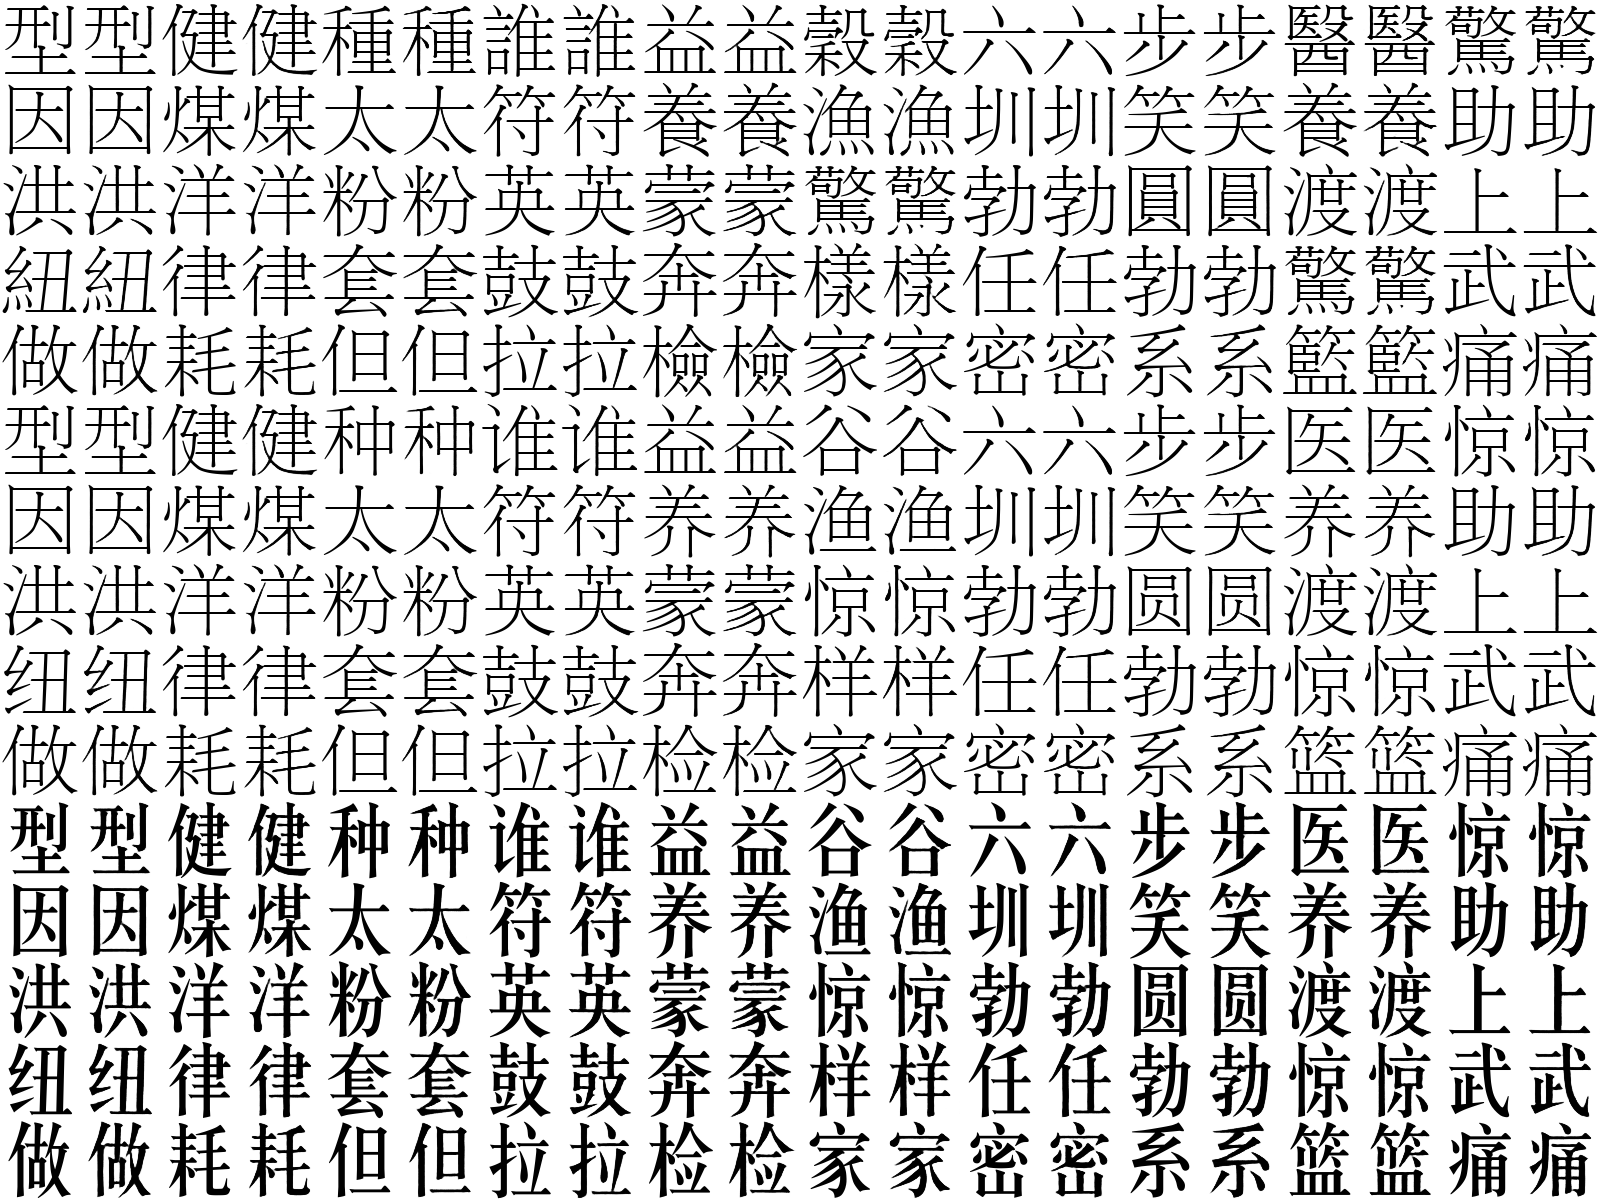 型型健健種種誰誰益益穀穀六六步步醫醫驚驚
因因煤煤太太符符養養漁漁圳圳笑笑養養助助
洪洪洋洋粉粉英英蒙蒙驚驚勃勃圓圓渡渡上上
紐紐律律套套鼓鼓奔奔樣樣任任勃勃驚驚武武
做做耗耗但但拉拉檢檢家家密密系系籃籃痛痛
型型健健种种谁谁益益谷谷六六步步医医惊惊
因因煤煤太太符符养养渔渔圳圳笑笑养养助助
洪洪洋洋粉粉英英蒙蒙惊惊勃勃圆圆渡渡上上
纽纽律律套套鼓鼓奔奔样样任任勃勃惊惊武武
做做耗耗但但拉拉检检家家密密系系篮篮痛痛
型型健健种种谁谁益益谷谷六六步步医医惊惊
因因煤煤太太符符养养渔渔圳圳笑笑养养助助
洪洪洋洋粉粉英英蒙蒙惊惊勃勃圆圆渡渡上上
纽纽律律套套鼓鼓奔奔样样任任勃勃惊惊武武
做做耗耗但但拉拉检检家家密密系系篮篮痛痛